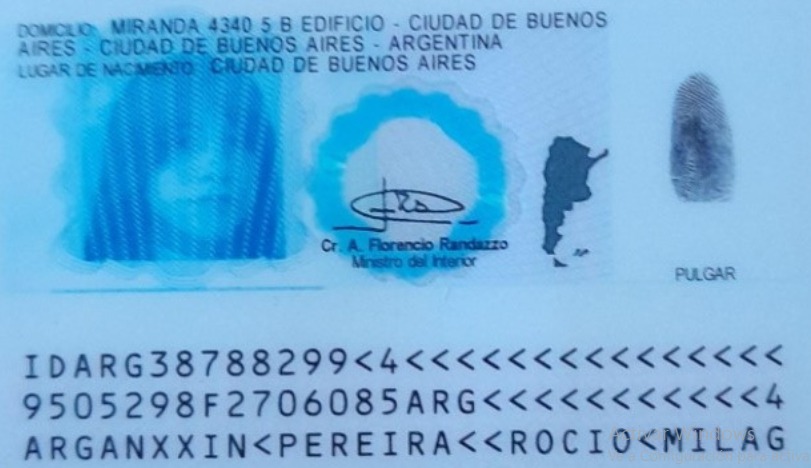 DOMICILIO: MIRANDA 4340 5 B EDIFICIO - CIUDAD DE BUENOS
AIRES - CIUDAD DE BUENOS AIRES - ARGENTINA
LUGAR DE NACIMIENTO: CIUDAD DE BUENOS AIRES
Cr. A. Florencio Randazzo
Ministro del Interior
PULGAR
IDARG38788299<4<<<<<<<<<<<<<<<
9505298F2706085ARG<<<<<<<<<<<4
ARGANXXIN<PEREIRA<<ROCIO<MILAG